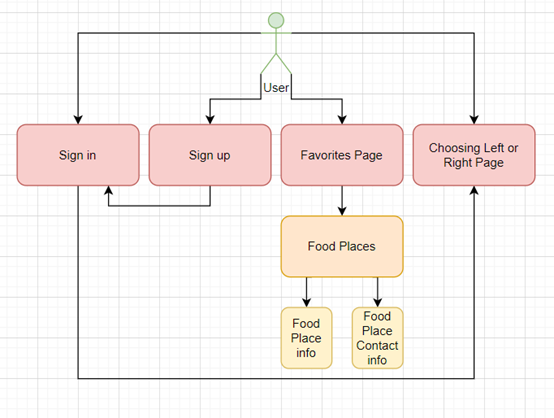 User
Sign in
Sign up
Favorites Page
Choosing Left or
Right Page
Food Places
Food
Place
info
Food
Place
Contact
info